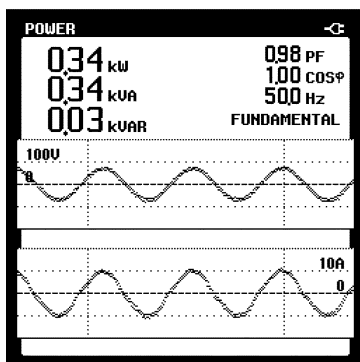 POWER
0,34 kW
0,34 kVA
0,03 kVAR
0,98 PF
1,00 COSφ
50,0 Hz
FUNDAMENTAL
100V
0
10A
0